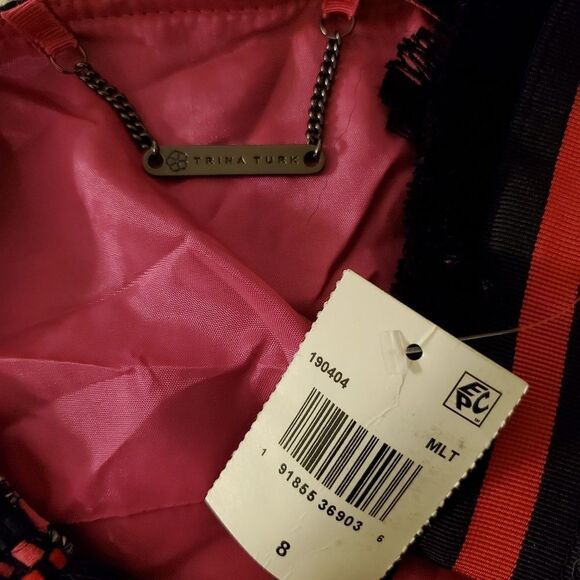 TRINA TURK
190404
EPC
MLT
1 91855 36903 6
8